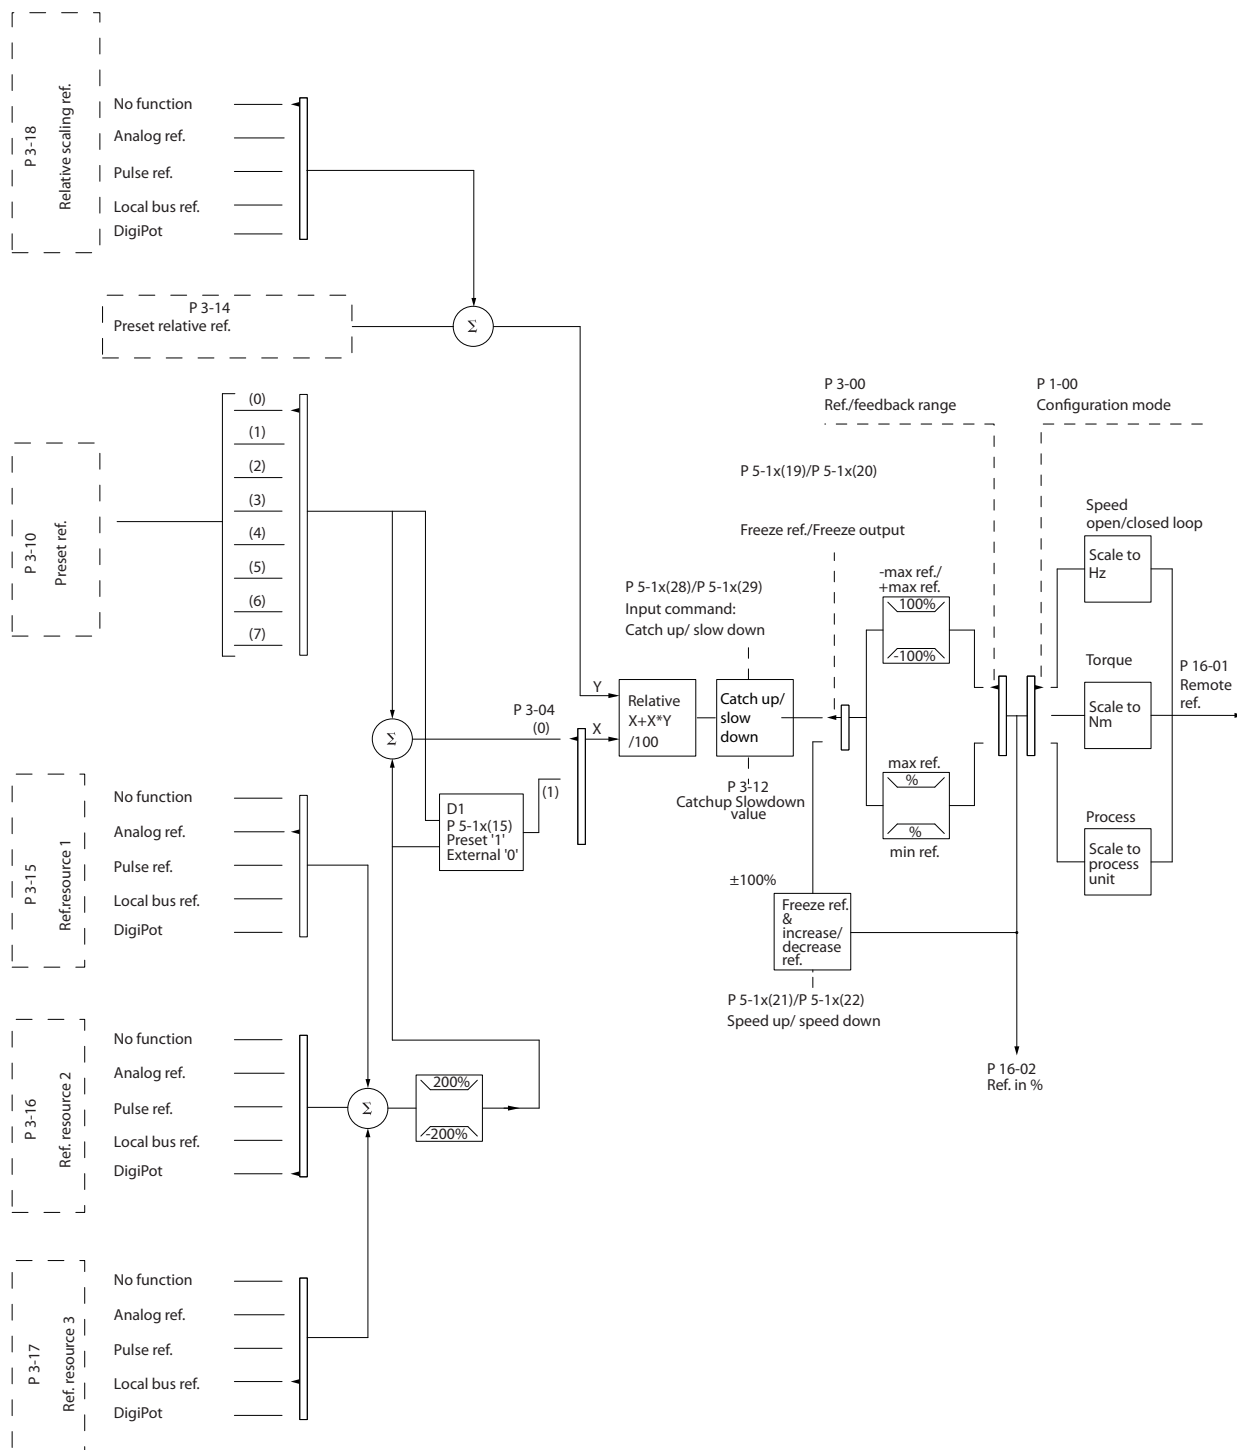 P 3-18
Relative scaling ref.
No function
Analog ref.
Pulse ref.
Local bus ref.
DigiPot
P 3-14
Preset relative ref.
Σ
P 3-10
Preset ref.
(0)
(1)
(2)
(3)
(4)
(5)
(6)
(7)
P 3-00
Ref./feedback range
P 1-00
Configuration mode
P 5-1x(19)/P 5-1x(20)
Freeze ref./Freeze output
Speed
open/closed loop
Scale to
Hz
-max ref./
+max ref.
100%
-100%
P 5-1x(28)/P 5-1x(29)
Input command:
Catch up/ slow down
Torque
Scale to
Nm
P 16-01
Remote
ref.
Y
X
Relative
X+X*Y
/100
Catch up/
slow
down
P 3-04
(0)
(1)
Σ
D1
P 5-1x(15)
Preset '1'
External '0'
P 3-12
Catchup Slowdown
value
max ref.
%
%
min ref.
Process
Scale to
process
unit
±100%
Freeze ref.
&
increase/
decrease
ref.
P 5-1x(21)/P 5-1x(22)
Speed up/ speed down
P 16-02
Ref. in %
P 3-15
Ref.resource 1
No function
Analog ref.
Pulse ref.
Local bus ref.
DigiPot
P 3-16
Ref. resource 2
No function
Analog ref.
Pulse ref.
Local bus ref.
DigiPot
Σ
200%
-200%
P 3-17
Ref. resource 3
No function
Analog ref.
Pulse ref.
Local bus ref.
DigiPot